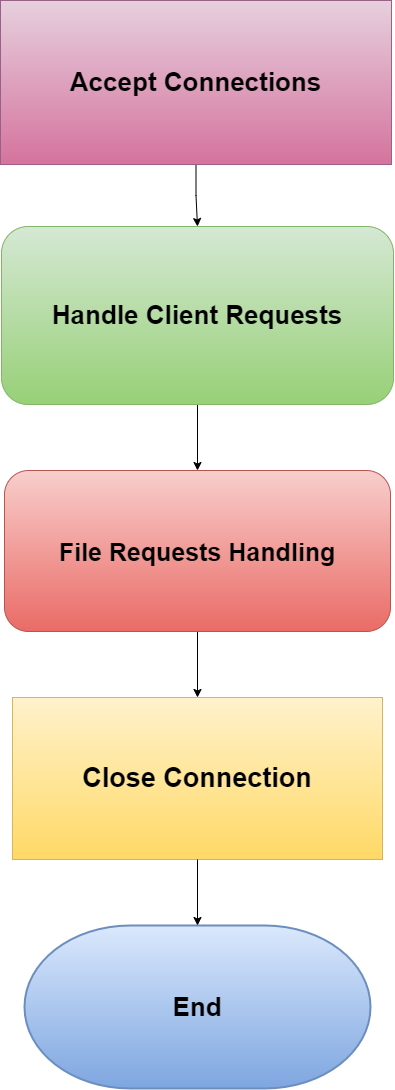 Accept Connections
Handle Client Requests
File Requests Handling
Close Connection
End